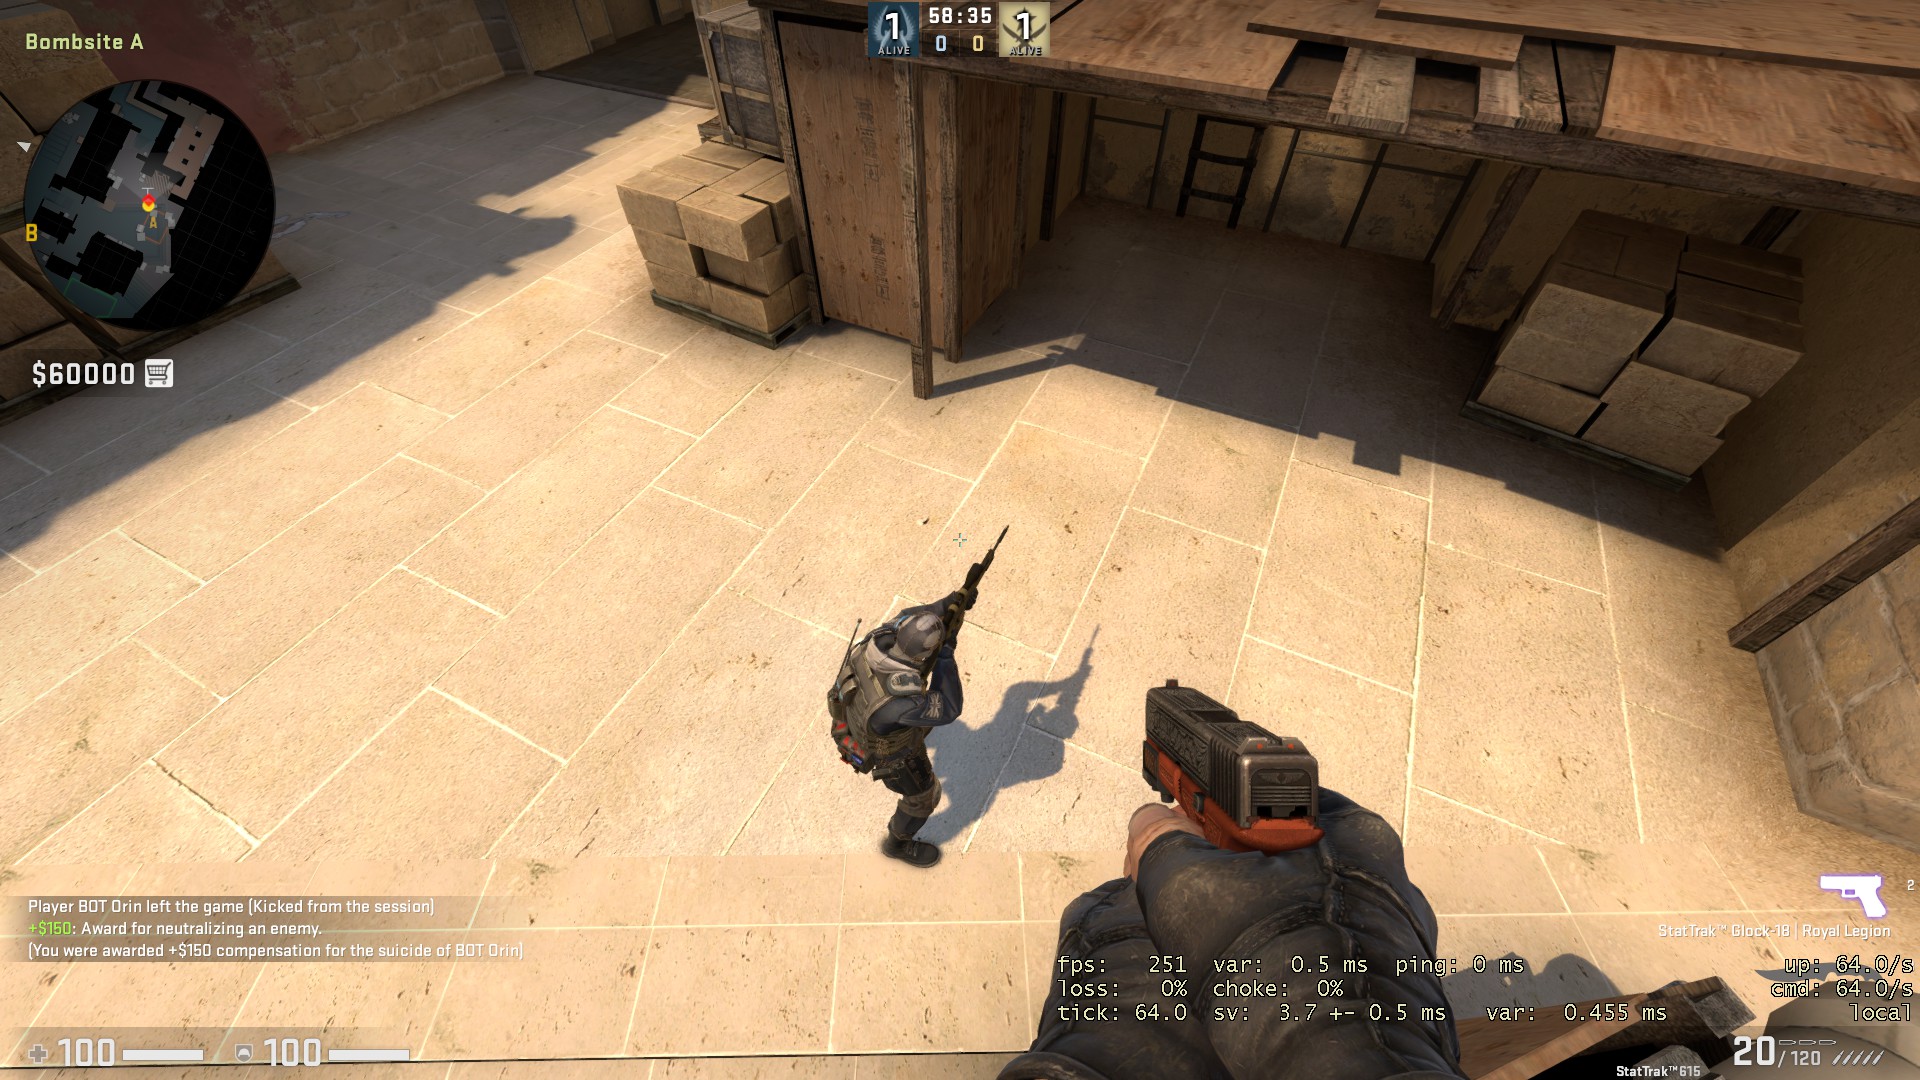 Bombsite A
1
ALIVE
58:35
0 0
1
ALIVE
B
A
$60000
Player BOT Orin left the game (Kicked from the session)
+$150: Award for neutralizing an enemy.
(You were awarded +$150 compensation for the suicide of BOT Orin)
2
StatTrak™ Glock-18 | Royal Legion
fps: 251 var: 0.5 ms ping: 0 ms
up: 64.0/s
loss: 0% choke: 0%
cmd: 64.0/s
tick: 64.0 sv: 3.7 +- 0.5 ms var: 0.455 ms
local
100 100
20/120
StatTrak™615